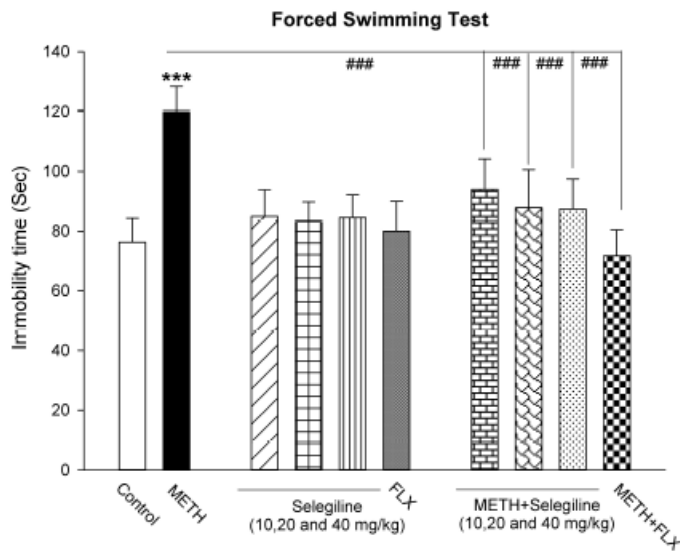 Forced Swimming Test
Immobility time (Sec)
140
120
100
80
60
40
20
0
***
###
###
###
###
Control
METH
Selegiline
(10,20 and 40 mg/kg)
FLX
METH+Selegiline
(10,20 and 40 mg/kg)
METH+FLX